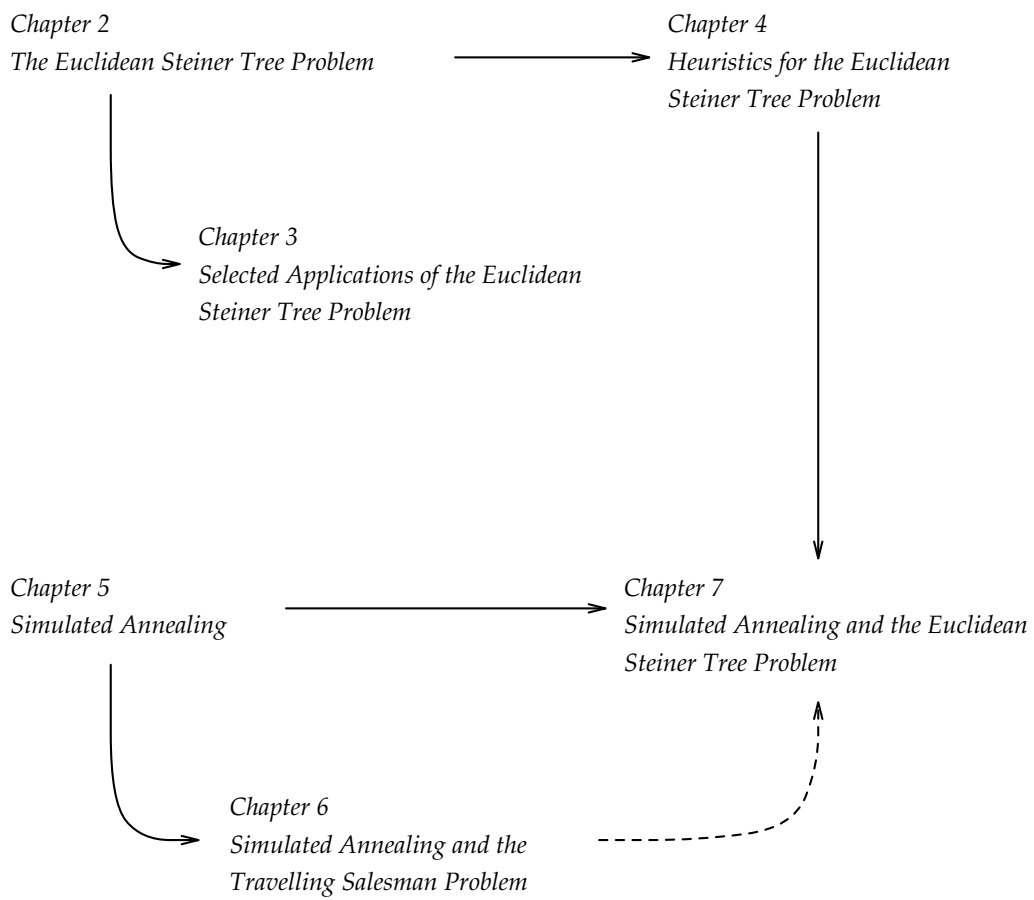 Chapter 2
The Euclidean Steiner Tree Problem
Chapter 4
Heuristics for the Euclidean
Steiner Tree Problem
Chapter 3
Selected Applications of the Euclidean
Steiner Tree Problem
Chapter 5
Simulated Annealing
Chapter 7
Simulated Annealing and the Euclidean
Steiner Tree Problem
Chapter 6
Simulated Annealing and the
Travelling Salesman Problem